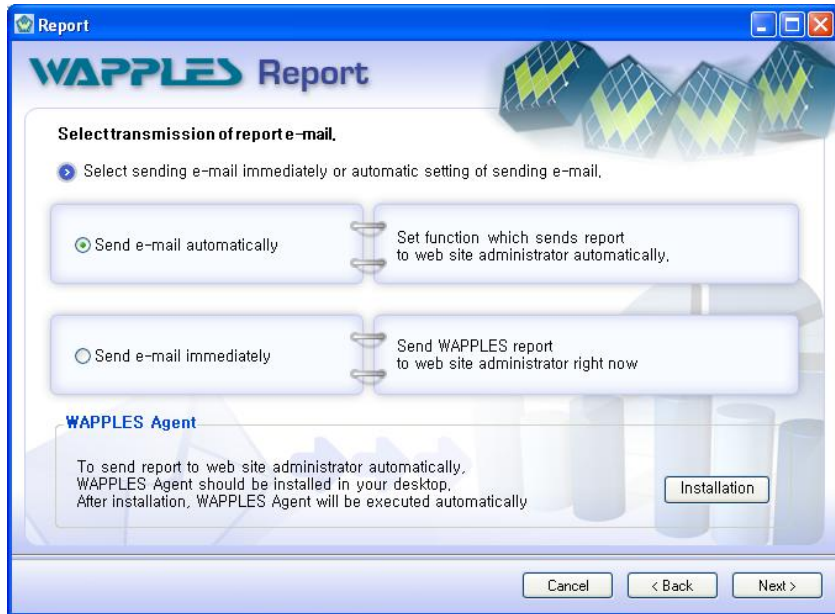 Report
WAPPLES Report
Select transmission of report e-mail,
Select sending e-mail immediately or automatic setting of sending e-mail,
Send e-mail automatically
Set function which sends report
to web site administrator automatically,
Send e-mail immediately
Send WAPPLES report
to web site administrator right now
WAPPLES Agent
To send report to web site administrator automatically,
WAPPLES Agent should be installed in your desktop,
After installation, WAPPLES Agent will be executed automatically
Installation
Cancel
< Back
Next >